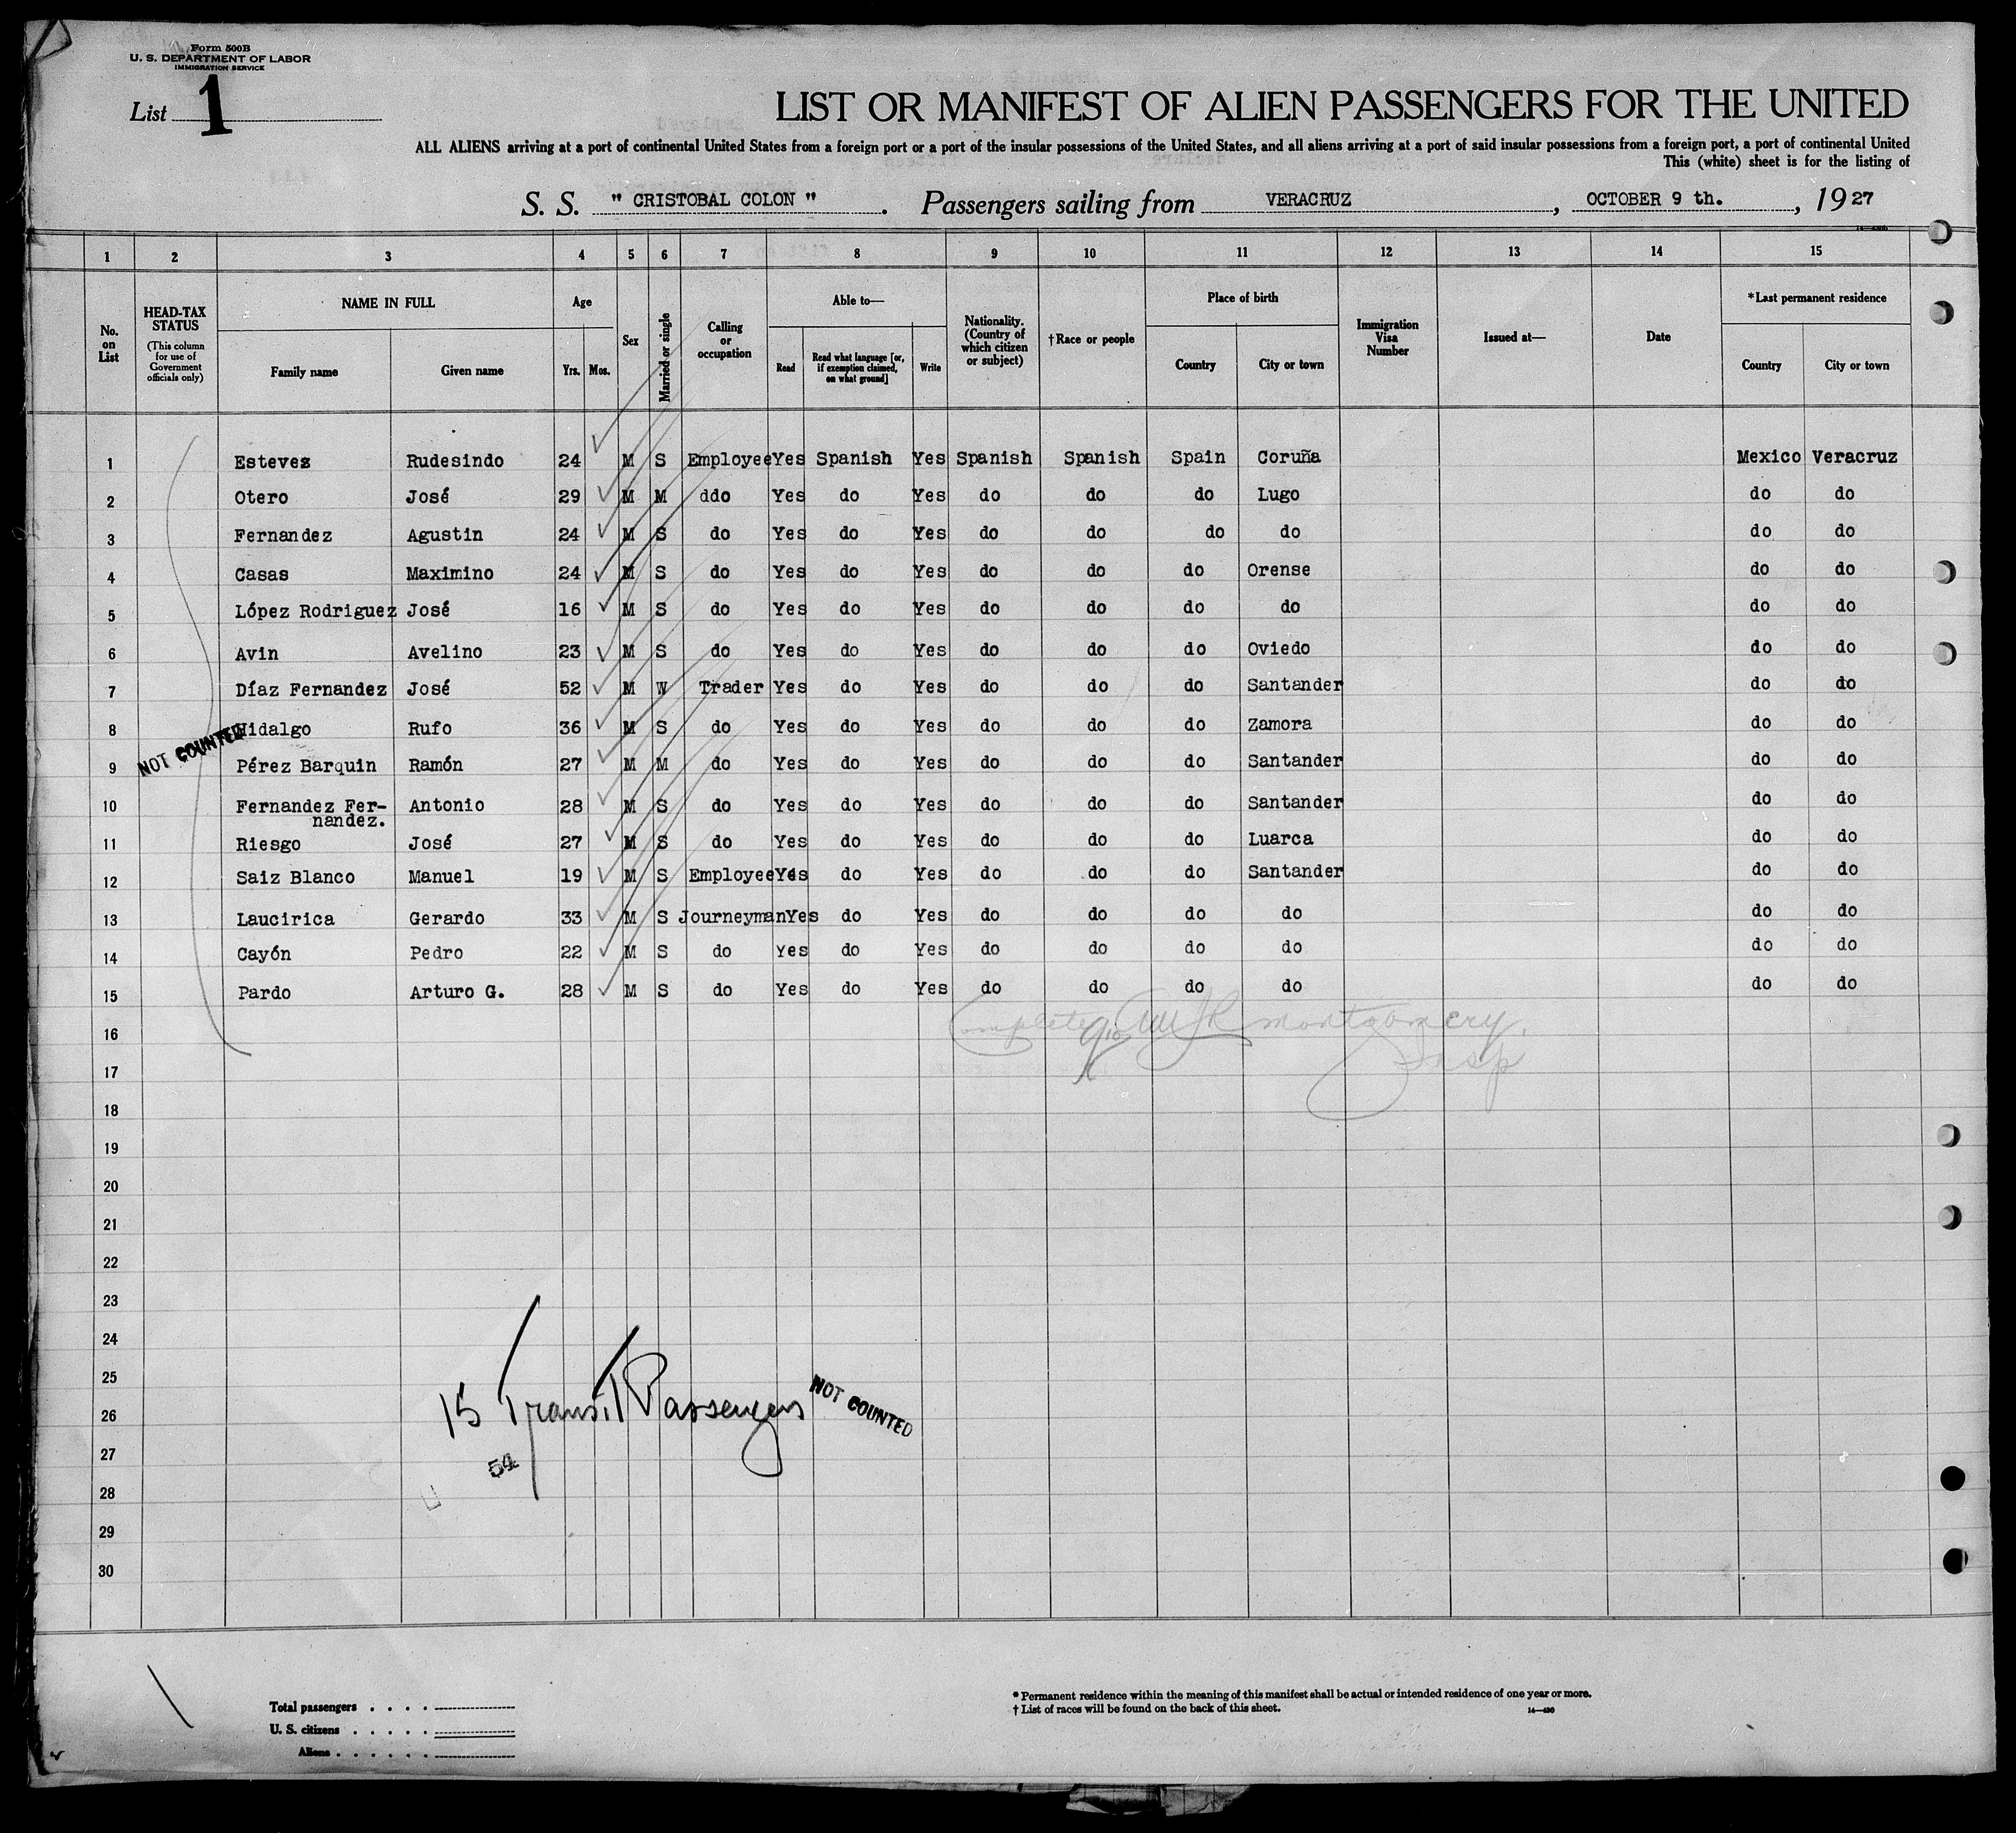 Form 500B
U. S. DEPARTMENT OF LABOR
IMMIGRATION SERVICE
List 1
LIST OR MANIFEST OF ALIEN PASSENGERS FOR THE UNITED
ALL ALIENS arriving at a port of continental United States from a foreign port or a port of the insular possessions of the United States, and all aliens arriving at a port of said insular possessions from a foreign port, a port of continental United
This (white) sheet is for the listing of
S. S. " CRISTOBAL COLON " . Passengers sailing from VERACRUZ , OCTOBER 9 th. , 1927
1 2 3 4 5 6 7 8 9 10 11 12 13 14 15
No. on List
HEAD-TAX STATUS
(This column for use of Government officials only)
NAME IN FULL
Family name Given name
Age
Yrs. Mos.
Sex
Married or single
Calling or occupation
Able to—
Read
Read what language [or, if exemption claimed, on what ground]
Write
Nationality. (Country of which citizen or subject)
†Race or people
Place of birth
Country City or town
Immigration Visa Number
Issued at—
Date
*Last permanent residence
Country City or town
1 Estevez Rudesindo 24 M S Employee Yes Spanish Yes Spanish Spanish Spain Coruña Mexico Veracruz
2 Otero José 29 M M ddo Yes do Yes do do do Lugo do do
3 Fernandez Agustin 24 M S do Yes do Yes do do do do do do
4 Casas Maximino 24 M S do Yes do Yes do do do Orense do do
5 López Rodriguez José 16 M S do Yes do Yes do do do do do do
6 Avin Avelino 23 M S do Yes do Yes do do do Oviedo do do
7 Díaz Fernandez José 52 M W Trader Yes do Yes do do do Santander do do
8 Hidalgo Rufo 36 M S do Yes do Yes do do do Zamora do do
NOT COUNTED
9 Pérez Barquin Ramón 27 M M do Yes do Yes do do do Santander do do
10 Fernandez Fer- Antonio 28 M S do Yes do Yes do do do Santander do do
nandez.
11 Riesgo José 27 M S do Yes do Yes do do do Luarca do do
12 Saiz Blanco Manuel 19 M S Employee Yes do Yes do do do Santander do do
13 Laucirica Gerardo 33 M S Journeyman Yes do Yes do do do do do do
14 Cayón Pedro 22 M S do Yes do Yes do do do do do do
15 Pardo Arturo G. 28 M S do Yes do Yes do do do do do do
16
Complete Montgomery,
Insp
17
18
19
20
21
22
23
24
25
15 Transit Passengers NOT COUNTED
26
27
54
28
29
30
Total passengers . . . .
U. S. citizens . . . . .
Aliens . . . . . .
* Permanent residence within the meaning of this manifest shall be actual or intended residence of one year or more.
† List of races will be found on the back of this sheet.
14—430